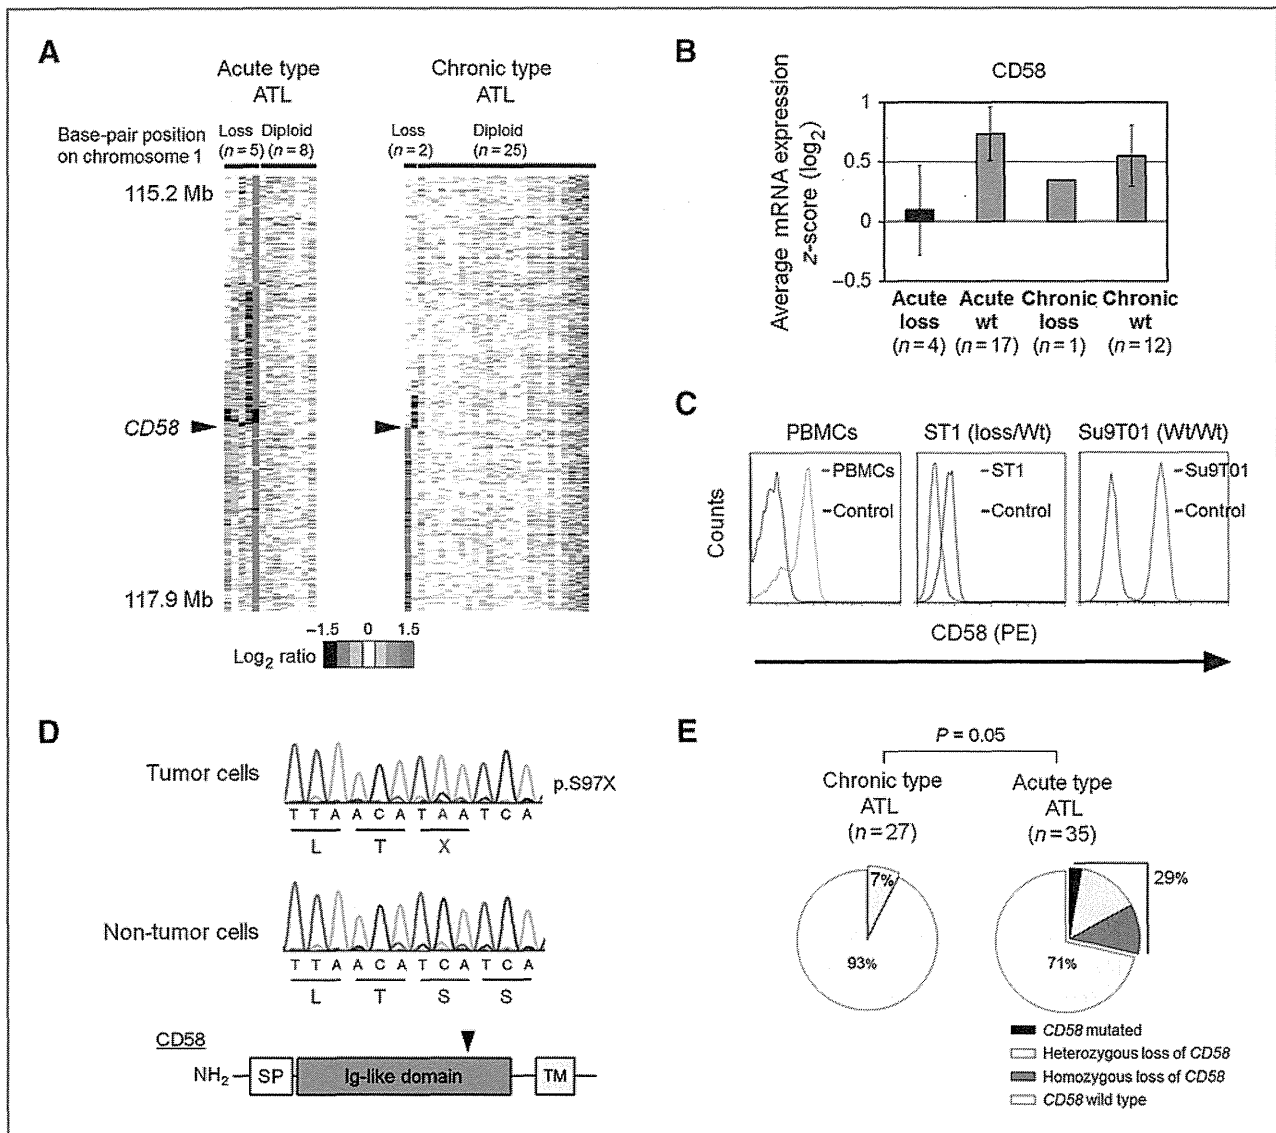 A
Acute type
ATL
Chronic type
ATL
Base-pair position
on chromosome 1
Loss
(n=5)
Diploid
(n=8)
Loss
(n=2)
Diploid
(n=25)
115.2 Mb
CD58
117.9 Mb
−1.5 0 1.5
Log2 ratio
B
CD58
Average mRNA expression
z-score (log2)
1
0.5
0
−0.5
Acute
loss
(n=4)
Acute
wt
(n=17)
Chronic
loss
(n=1)
Chronic
wt
(n=12)
C
PBMCs
ST1 (loss/Wt)
Su9T01 (Wt/Wt)
PBMCs
Control
ST1
Control
Su9T01
Control
Counts
CD58 (PE)
D
Tumor cells
p.S97X
T T A A C A T A A T C A
L T X
Non-tumor cells
T T A A C A T C A T C A
L T S S
CD58
NH2
SP
Ig-like domain
TM
E
P = 0.05
Chronic type
ATL
(n=27)
Acute type
ATL
(n=35)
7%
93%
29%
71%
CD58 mutated
Heterozygous loss of CD58
Homozygous loss of CD58
CD58 wild type